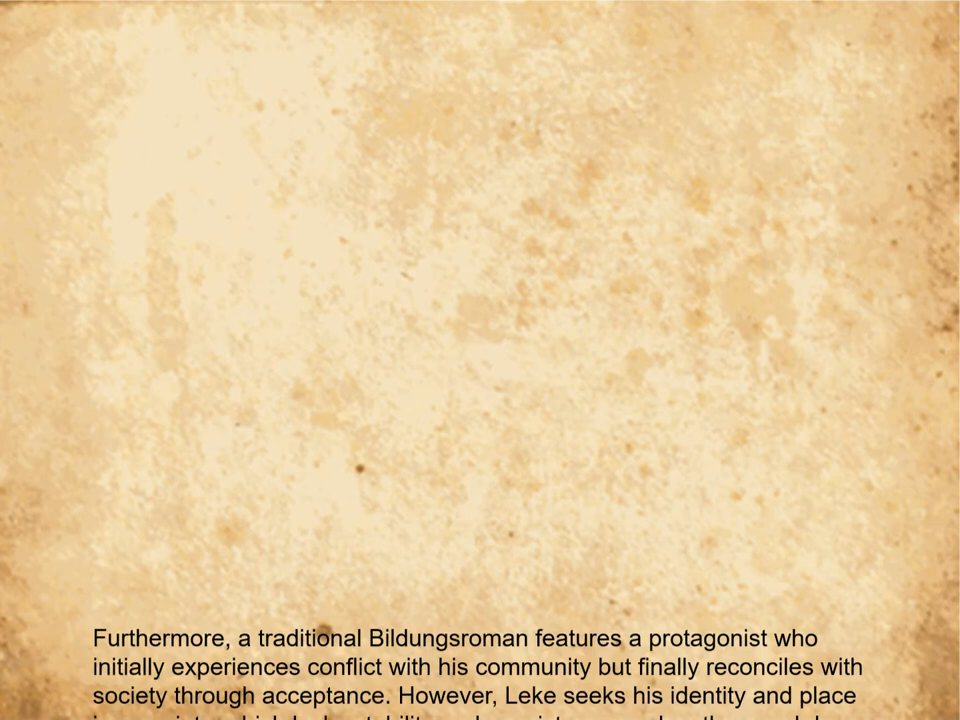 Furthermore, a traditional Bildungsroman features a protagonist who
initially experiences conflict with his community but finally reconciles with
society through acceptance. However, Leke seeks his identity and place